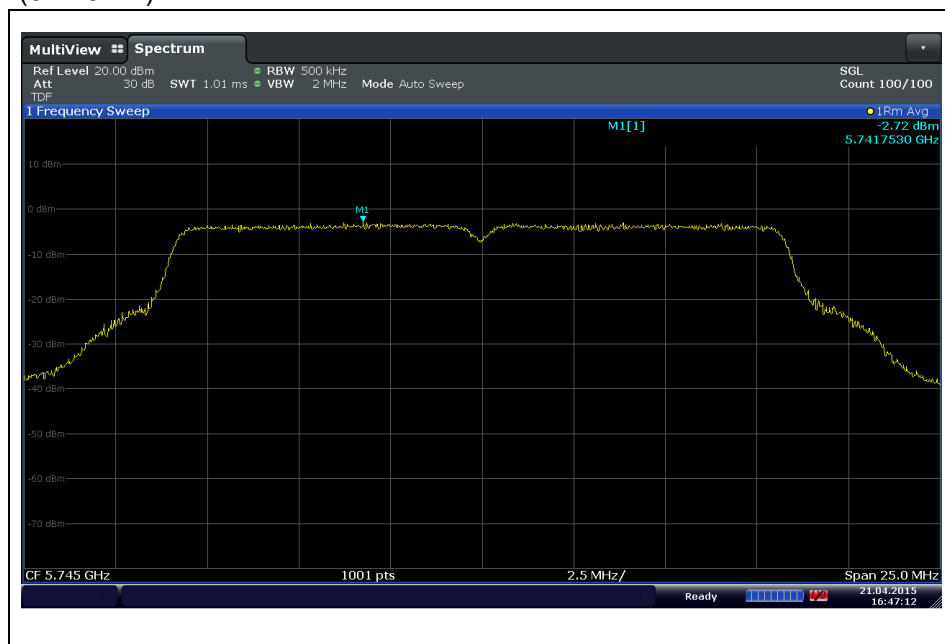 MultiView Spectrum
Ref Level 20.00 dBm RBW 500 kHz SGL
Att 30 dB SWT 1.01 ms VBW 2 MHz Mode Auto Sweep Count 100/100
TDF
1 Frequency Sweep 1Rm Avg
M1[1] -2.72 dBm
5.7417530 GHz
10 dBm
0 dBm
M1
-10 dBm
-20 dBm
-30 dBm
-40 dBm
-50 dBm
-60 dBm
-70 dBm
CF 5.745 GHz 1001 pts 2.5 MHz/ Span 25.0 MHz
Ready 21.04.2015
16:47:12